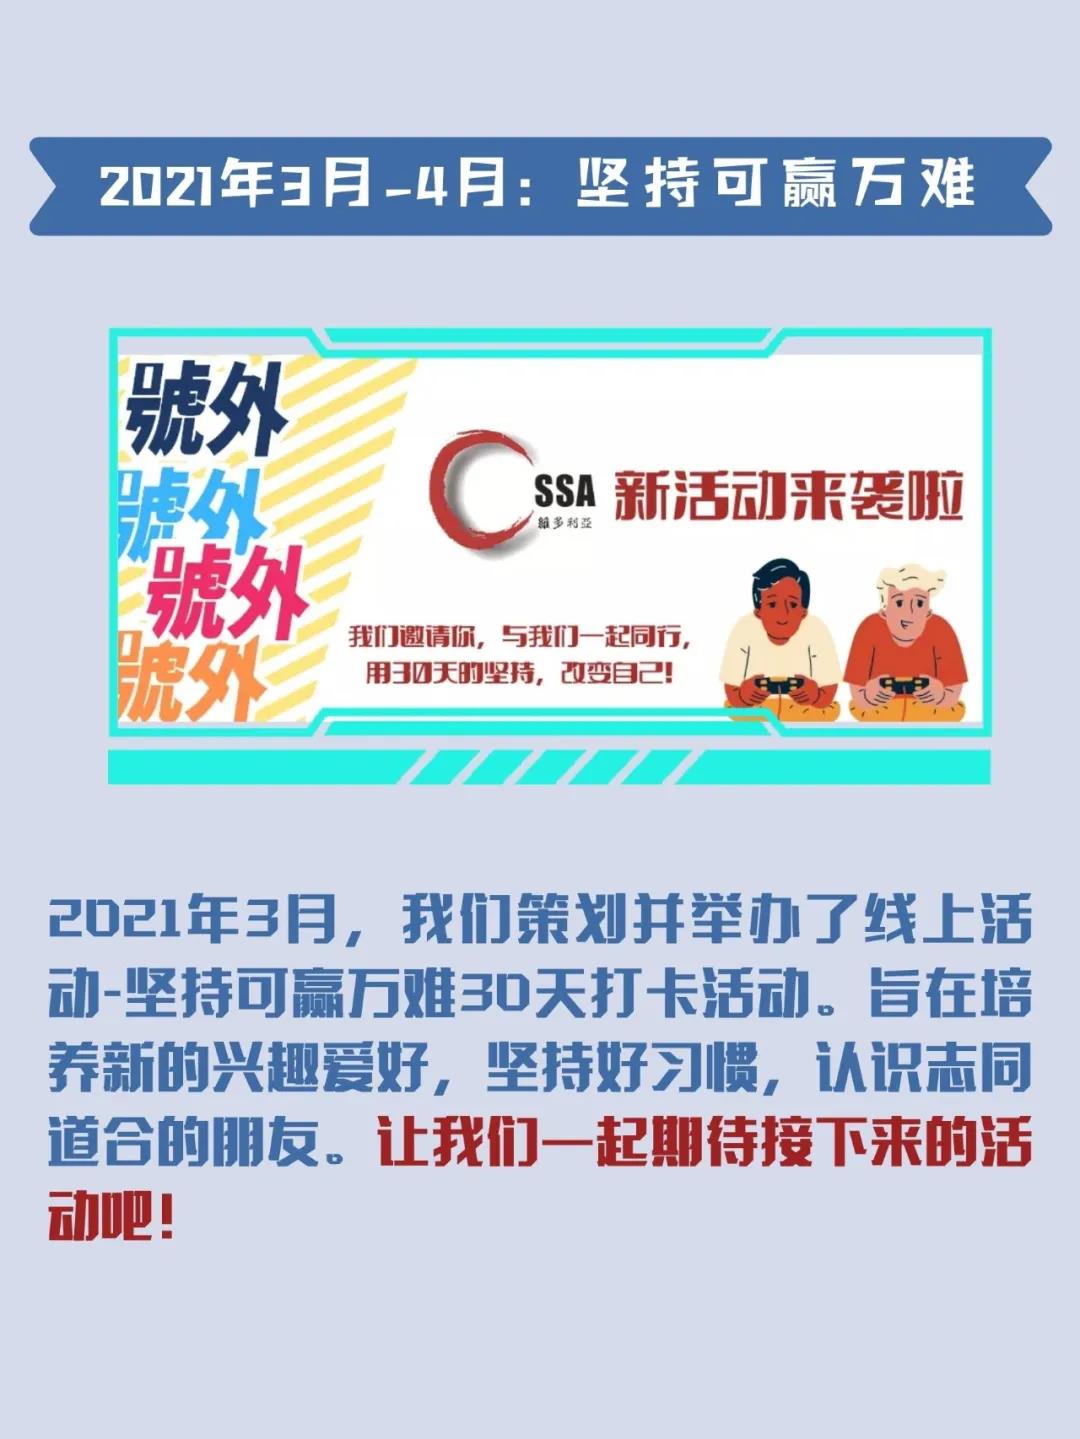 2021年3月-4月：坚持可赢万难
號外
號外
號外
號外
CSSA 新活动来袭啦
維多利亞
我们邀请你，与我们一起同行，
用30天的坚持，改变自己！
2021年3月，我们策划并举办了线上活
动-坚持可赢万难30天打卡活动。旨在培
养新的兴趣爱好，坚持好习惯，认识志同
道合的朋友。让我们一起期待接下来的活
动吧！